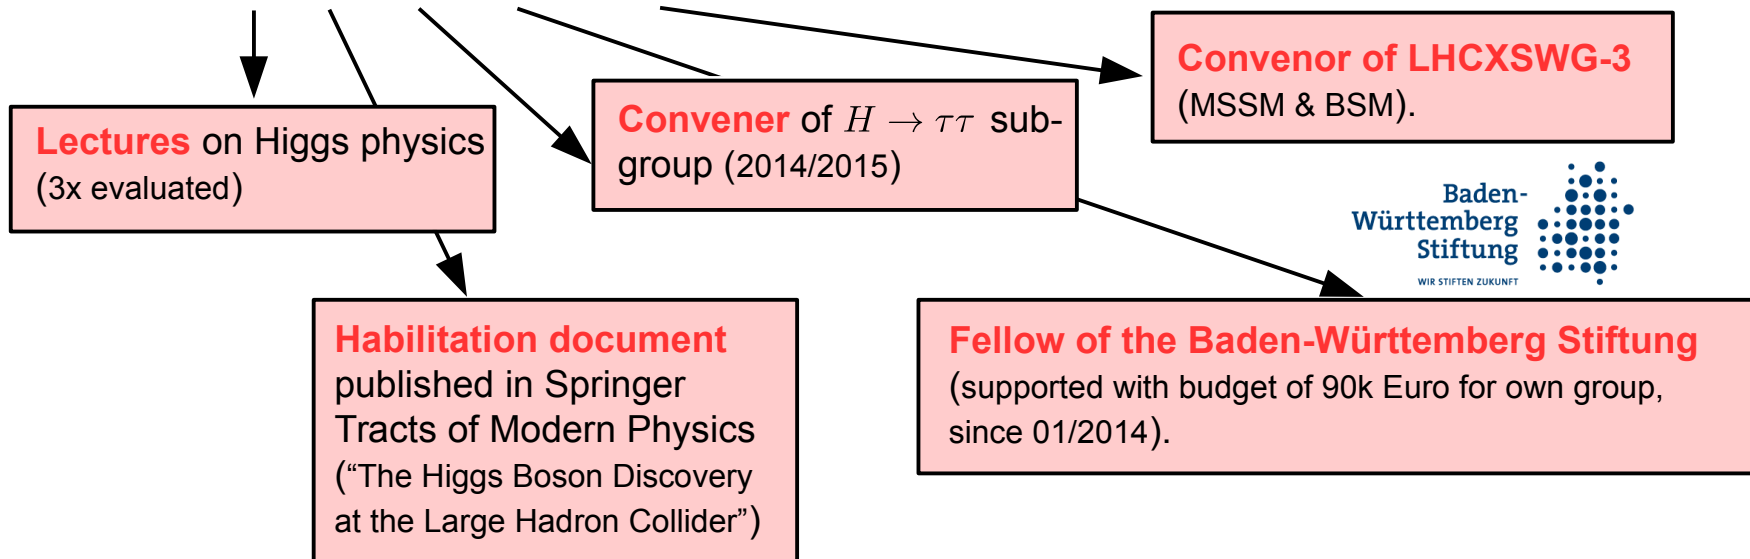 Convenor of LHCXSWG-3
(MSSM & BSM).
Lectures on Higgs physics
(3x evaluated)
Convener of H → ττ sub-
group (2014/2015)
Baden-
Württemberg
Stiftung
WIR STIFTEN ZUKUNFT
Habilitation document
published in Springer
Tracts of Modern Physics
(“The Higgs Boson Discovery
at the Large Hadron Collider”)
Fellow of the Baden-Württemberg Stiftung
(supported with budget of 90k Euro for own group,
since 01/2014).